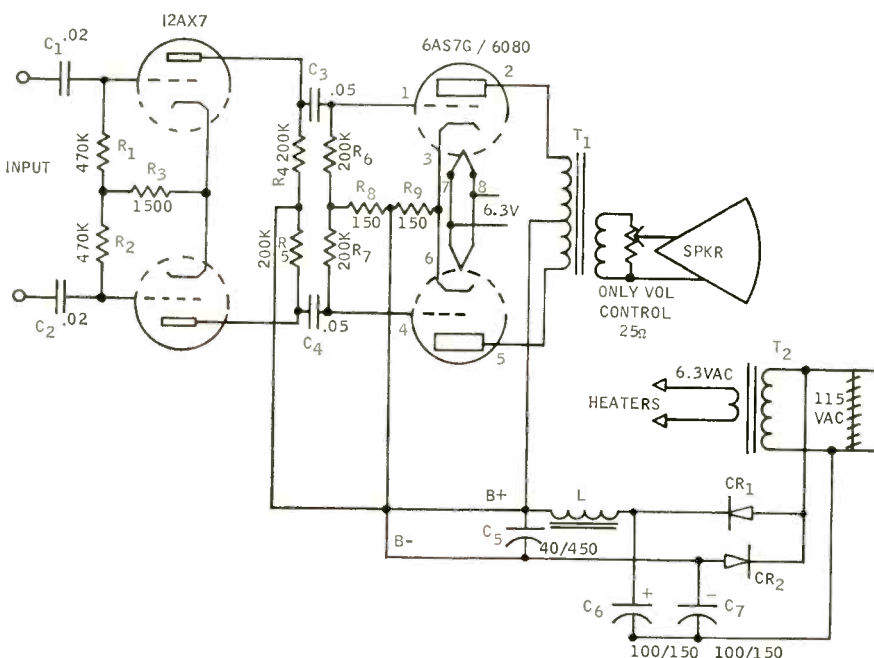 12AX7
C1 .02
6AS7G / 6080
C3
.05
2
1
470K
R1
INPUT
R3
1500
470K
R2
R4 200K
200K
R6
3
7
8
6.3V
R8
150
R9
150
200K
R5
200K
R7
6
T1
SPKR
ONLY VOL
CONTROL
25Ω
C2 .02
C4
.05
4
5
T2
6.3VAC
HEATERS
115
VAC
B+
L
CR1
C5
40/450
B-
CR2
C6
+
-
C7
100/150
100/150